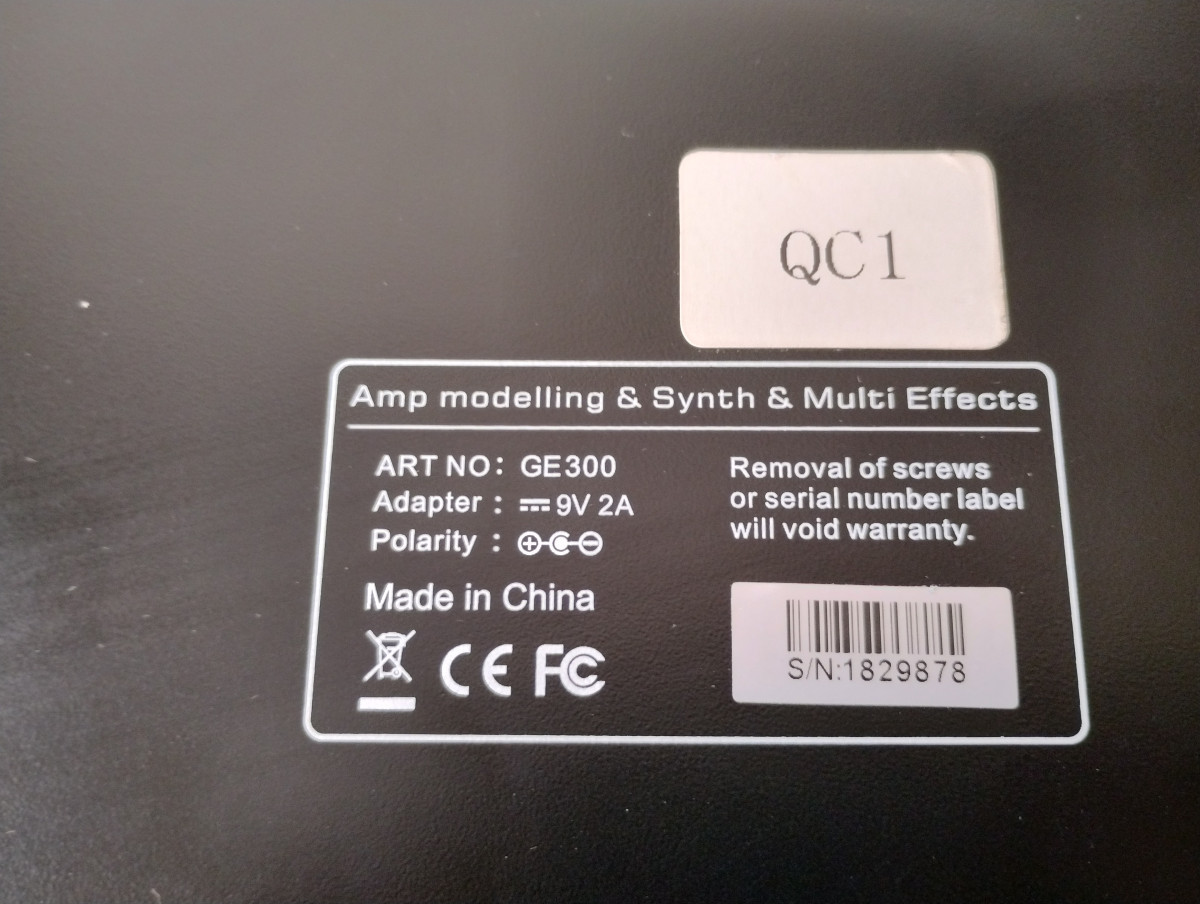 QC1
Amp modelling & Synth & Multi Effects
ART NO: GE300
Adapter : ⎓ 9V 2A
Polarity :
Removal of screws
or serial number label
will void warranty.
Made in China
CE FC
S/N:1829878